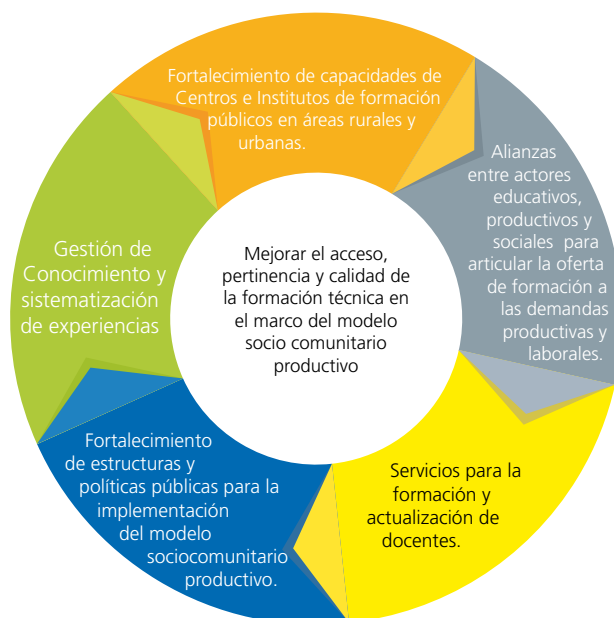 Fortalecimiento de capacidades de
Centros e Institutos de formación
públicos en áreas rurales y
urbanas.
Alianzas
entre actores
educativos,
productivos y
sociales para
articular la oferta
de formación a
las demandas
productivas y
laborales.
Servicios para la
formación y
actualización de
docentes.
Fortalecimiento
de estructuras y
políticas públicas para la
implementación
del modelo
sociocomunitario
productivo.
Gestión de
Conocimiento y
sistematización
de experiencias
Mejorar el acceso,
pertinencia y calidad de
la formación técnica en
el marco del modelo
socio comunitario
productivo